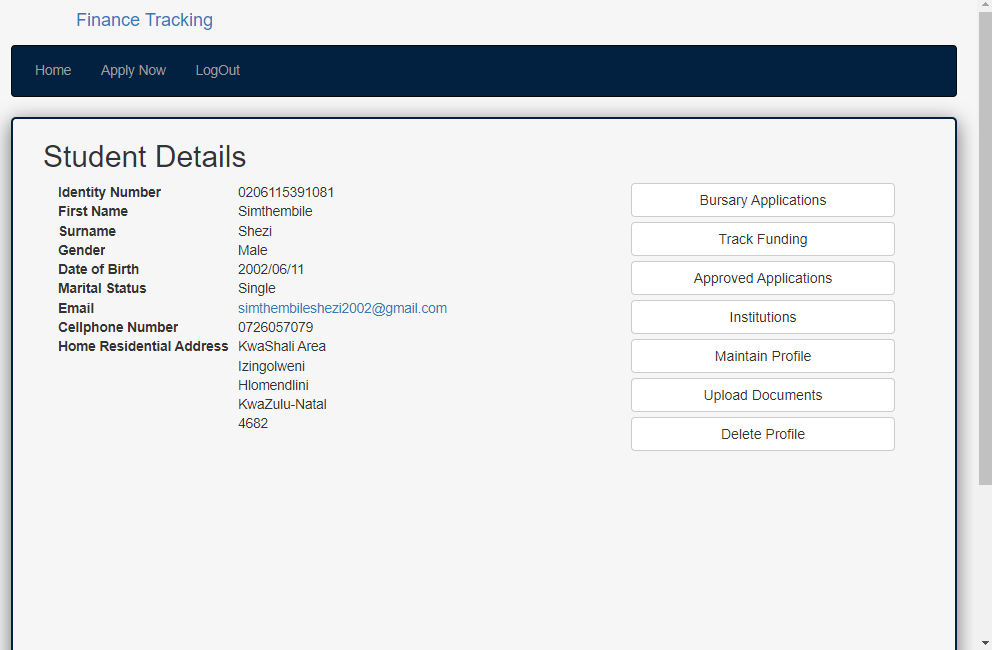 Finance Tracking
Home Apply Now LogOut
Student Details
Identity Number 0206115391081
First Name Simthembile
Surname Shezi
Gender Male
Date of Birth 2002/06/11
Marital Status Single
Email simthembileshezi2002@gmail.com
Cellphone Number 0726057079
Home Residential Address KwaShali Area
Izingolweni
Hlomendlini
KwaZulu-Natal
4682
Bursary Applications
Track Funding
Approved Applications
Institutions
Maintain Profile
Upload Documents
Delete Profile